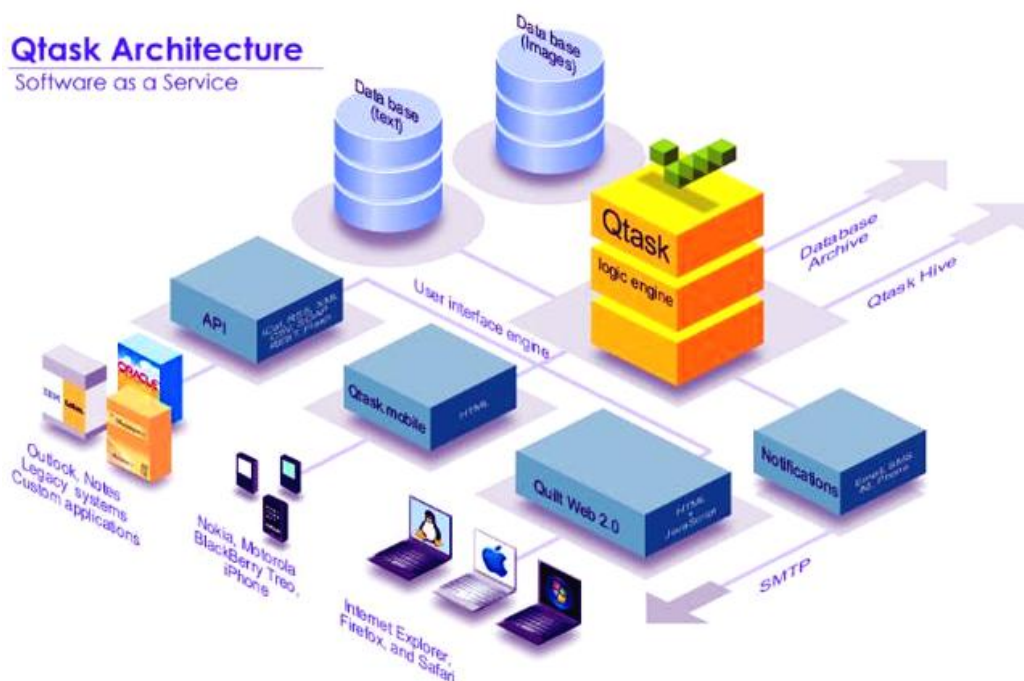 Qtask Architecture
Software as a Service
Data base
(text)
Data base
(Images)
Qtask
logic engine
Database
Archive
Qtask Hive
User interface engine
API
Qtask.mobile
HTML
Quilt Web 2.0
HTML
JavaScript
Notifications
Email, SMS
SMTP
ORACLE
Outlook, Notes
Legacy systems
Custom applications
Nokia, Motorola
BlackBerry Treo,
iPhone
Internet Explorer,
Firefox, and Safari